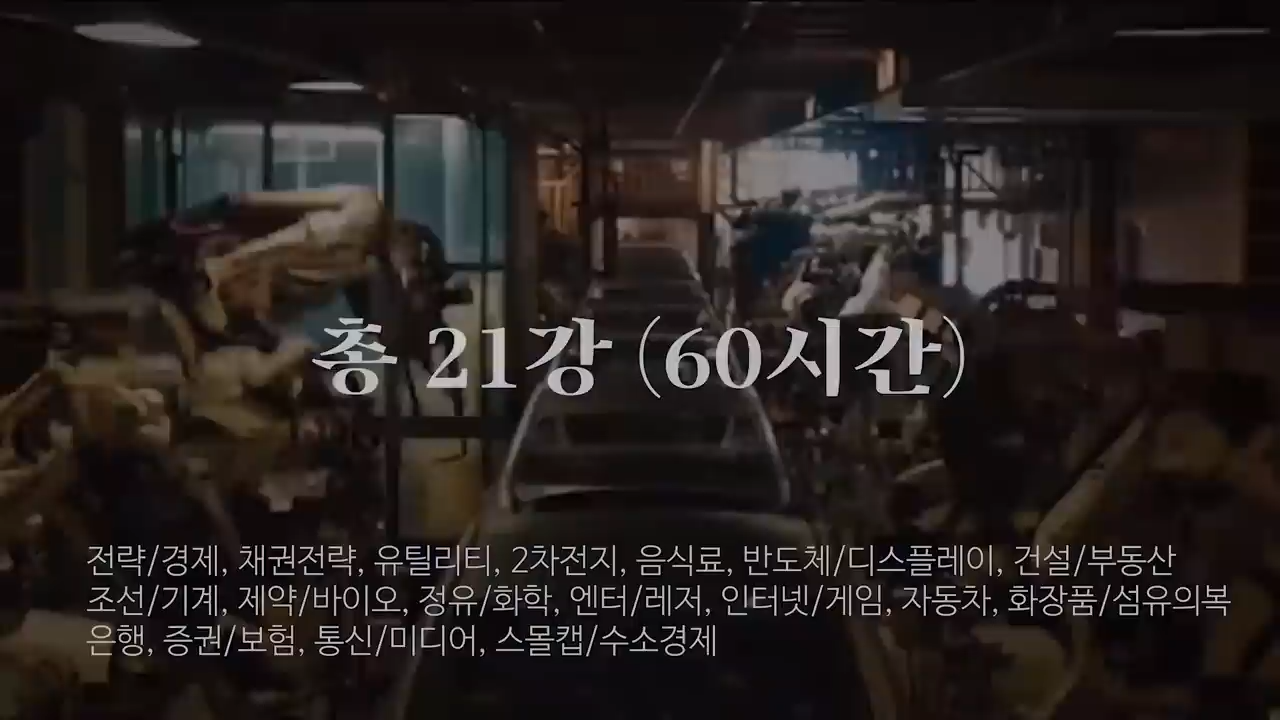 총 21강 (60시간)
전략/경제, 채권전략, 유틸리티, 2차전지, 음식료, 반도체/디스플레이, 건설/부동산
조선/기계, 제약/바이오, 정유/화학, 엔터/레저, 인터넷/게임, 자동차, 화장품/섬유의복
은행, 증권/보험, 통신/미디어, 스몰캡/수소경제